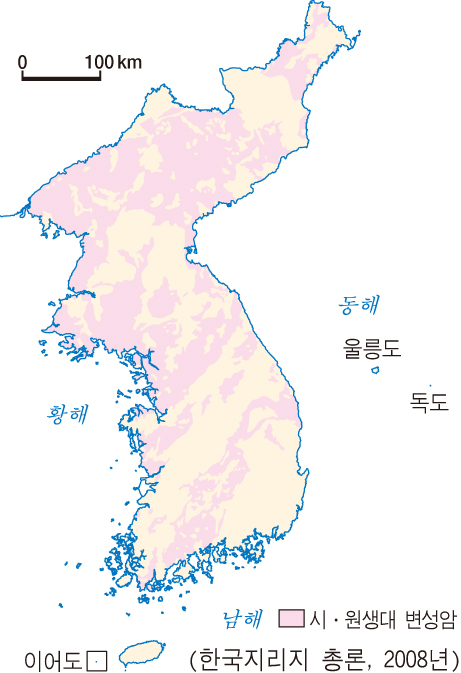 0 100 km
동해
울릉도
독도
황해
남해
시·원생대 변성암
이어도
(한국지리지 총론, 2008년)